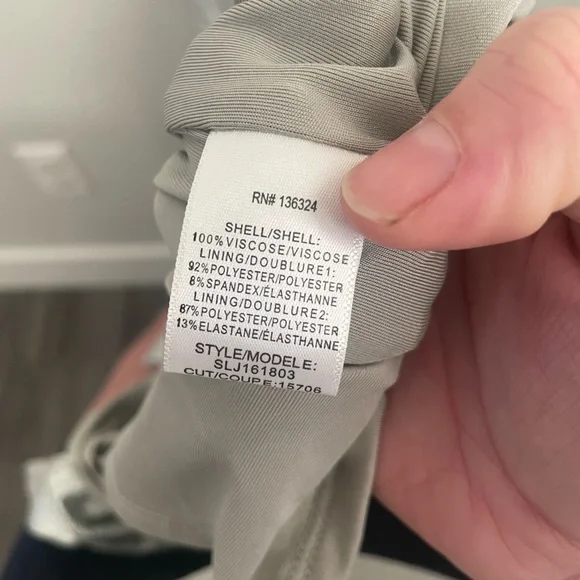 RN# 136324
SHELL/SHELL:
100%VISCOSE/VISCOSE
LINING/DOUBLURE1:
92%POLYESTER/POLYESTER
8%SPANDEX/ÉLASTHANNE
LINING/DOUBLURE2:
87%POLYESTER/POLYESTER
13%ELASTANE/ÉLASTHANNE
STYLE/MODELE:
SLJ161803
CUT/COUPE:15706